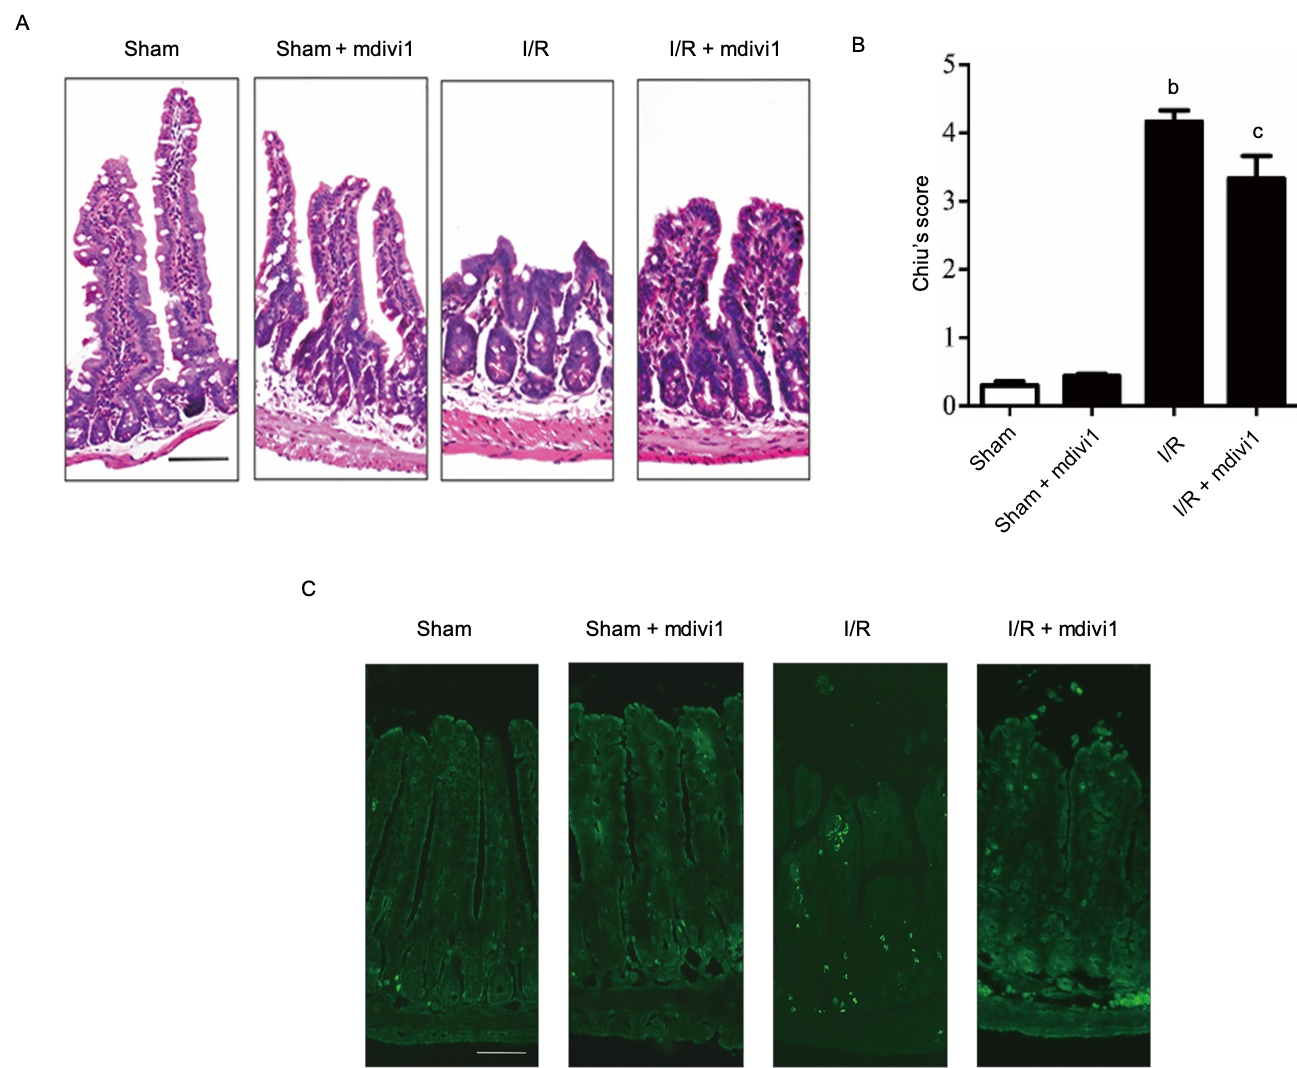 A
Sham
Sham + mdivi1
I/R
I/R + mdivi1
B
Chiu's score
5
4
3
2
1
0
b
c
Sham
Sham + mdivi1
I/R
I/R + mdivi1
C
Sham
Sham + mdivi1
I/R
I/R + mdivi1